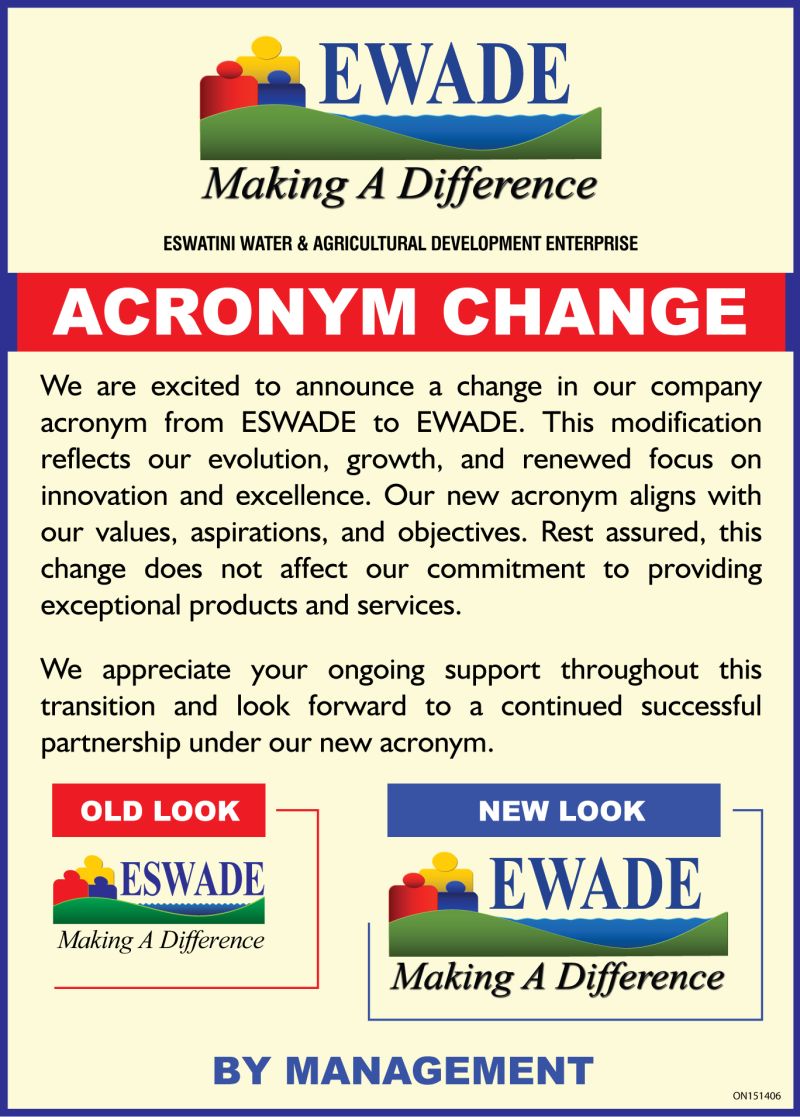 EWADE
Making A Difference
ESWATINI WATER & AGRICULTURAL DEVELOPMENT ENTERPRISE
ACRONYM CHANGE
We are excited to announce a change in our company
acronym from ESWADE to EWADE. This modification
reflects our evolution, growth, and renewed focus on
innovation and excellence. Our new acronym aligns with
our values, aspirations, and objectives. Rest assured, this
change does not affect our commitment to providing
exceptional products and services.
We appreciate your ongoing support throughout this
transition and look forward to a continued successful
partnership under our new acronym.
OLD LOOK
ESWADE
Making A Difference
NEW LOOK
EWADE
Making A Difference
BY MANAGEMENT
ON151406